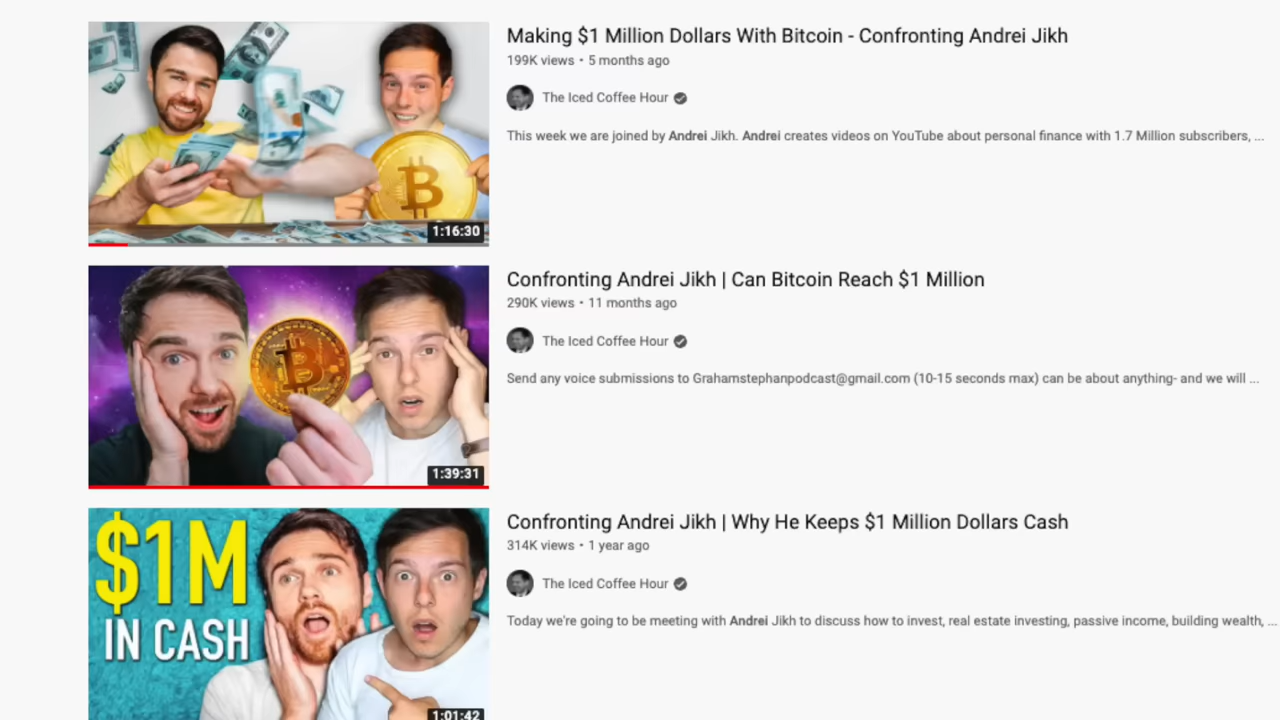 Making $1 Million Dollars With Bitcoin - Confronting Andrei Jikh
199K views • 5 months ago
The Iced Coffee Hour
This week we are joined by Andrei Jikh. Andrei creates videos on YouTube about personal finance with 1.7 Million subscribers, ...
1:16:30
Confronting Andrei Jikh | Can Bitcoin Reach $1 Million
290K views • 11 months ago
The Iced Coffee Hour
Send any voice submissions to Grahamstephanpodcast@gmail.com (10-15 seconds max) can be about anything- and we will ...
1:39:31
$1M
IN CASH
Confronting Andrei Jikh | Why He Keeps $1 Million Dollars Cash
314K views • 1 year ago
The Iced Coffee Hour
Today we're going to be meeting with Andrei Jikh to discuss how to invest, real estate investing, passive income, building wealth, ...
1:01:42